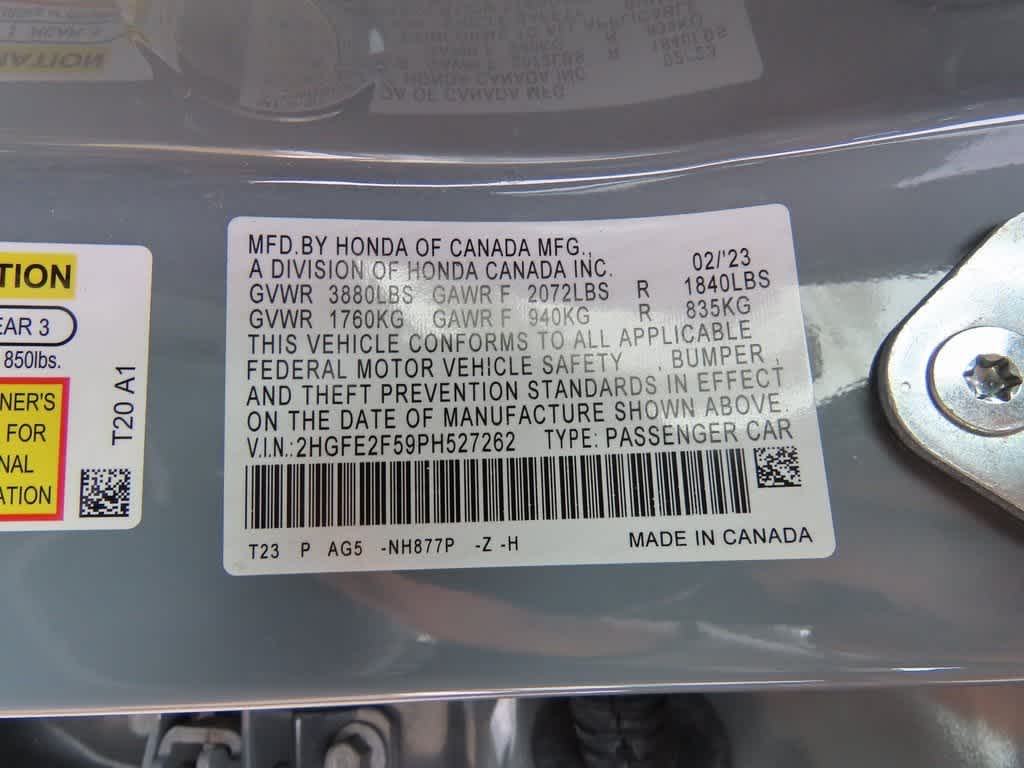 MFD.BY HONDA OF CANADA MFG.,
A DIVISION OF HONDA CANADA INC. 02/'23
GVWR 3880LBS GAWR F 2072LBS R 1840LBS
GVWR 1760KG GAWR F 940KG R 835KG
THIS VEHICLE CONFORMS TO ALL APPLICABLE
FEDERAL MOTOR VEHICLE SAFETY , BUMPER ,
AND THEFT PREVENTION STANDARDS IN EFFECT
ON THE DATE OF MANUFACTURE SHOWN ABOVE.
V.I.N.:2HGFE2F59PH527262 TYPE: PASSENGER CAR
T23 P AG5 -NH877P -Z -H MADE IN CANADA
TION
EAR 3
850lbs.
NER'S
FOR
NAL
ATION
T20 A1